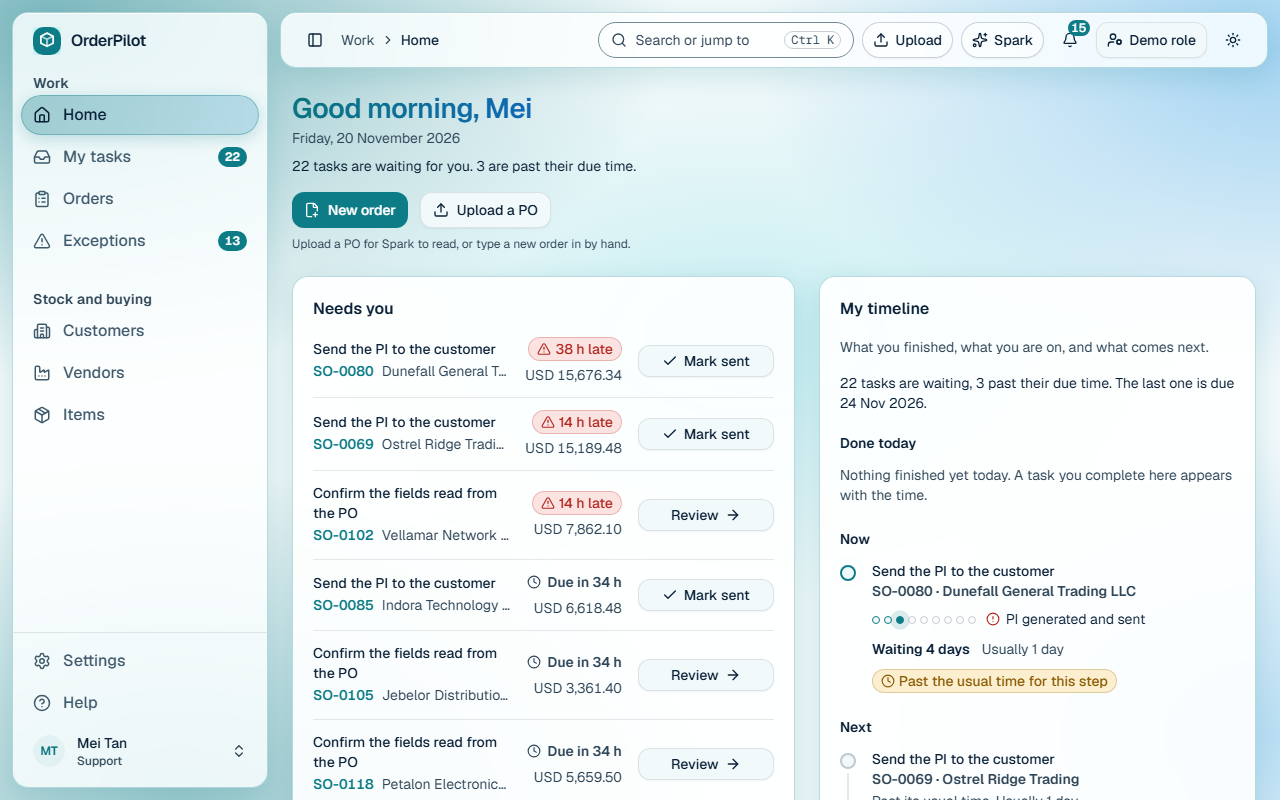 OrderPilot
Work
Home
My tasks 22
Orders
Exceptions 13
Stock and buying
Customers
Vendors
Items
Settings
Help
MT Mei Tan
Support
Work > Home
Search or jump to Ctrl K
Upload
Spark
15
Demo role
Good morning, Mei
Friday, 20 November 2026
22 tasks are waiting for you. 3 are past their due time.
New order
Upload a PO
Upload a PO for Spark to read, or type a new order in by hand.
Needs you
Send the PI to the customer
SO-0080 Dunefall General T…
38 h late
USD 15,676.34
Mark sent
Send the PI to the customer
SO-0069 Ostrel Ridge Tradi…
14 h late
USD 15,189.48
Mark sent
Confirm the fields read from
the PO
SO-0102 Vellamar Network …
14 h late
USD 7,862.10
Review
Send the PI to the customer
SO-0085 Indora Technology …
Due in 34 h
USD 6,618.48
Mark sent
Confirm the fields read from
the PO
SO-0105 Jebelor Distributio…
Due in 34 h
USD 3,361.40
Review
Confirm the fields read from
the PO
SO-0118 Petalon Electronic…
Due in 34 h
USD 5,659.50
Review
My timeline
What you finished, what you are on, and what comes next.
22 tasks are waiting, 3 past their due time. The last one is due
24 Nov 2026.
Done today
Nothing finished yet today. A task you complete here appears
with the time.
Now
Send the PI to the customer
SO-0080 · Dunefall General Trading LLC
PI generated and sent
Waiting 4 days Usually 1 day
Past the usual time for this step
Next
Send the PI to the customer
SO-0069 · Ostrel Ridge Trading
Past its usual time. Usually 1 day